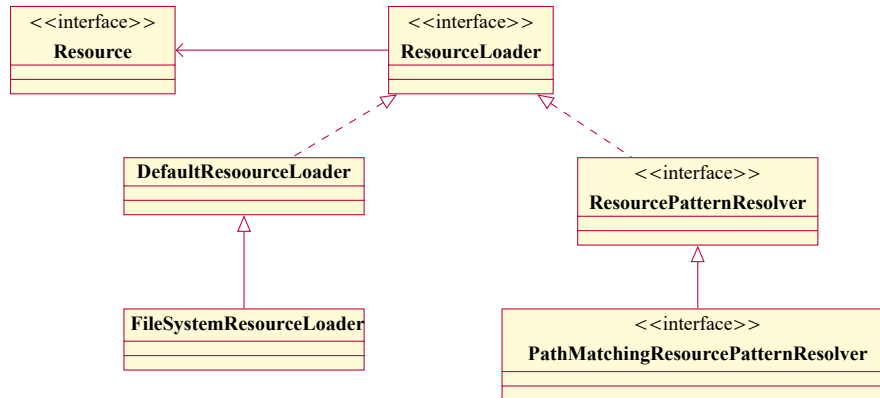 <<interface>>
Resource
<<interface>>
ResourceLoader
DefaultResoourceLoader
<<interface>>
ResourcePatternResolver
FileSystemResourceLoader
<<interface>>
PathMatchingResourcePatternResolver